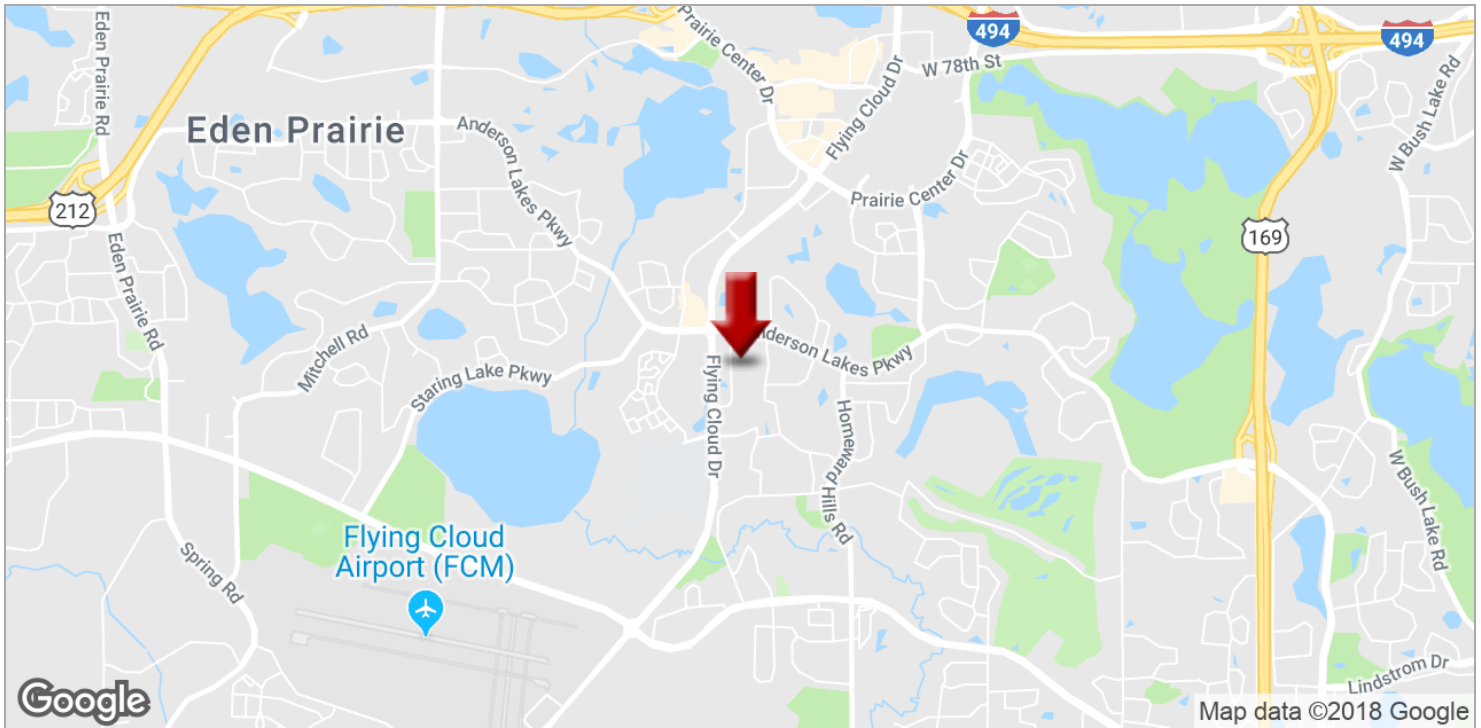 494
494
W 78th St
Eden Prairie Rd
Prairie Center Dr
Flying Cloud Dr
W Bush Lake Rd
Eden Prairie
Anderson Lakes Pkwy
Prairie Center Dr
212
169
Eden Prairie Rd
Mitchell Rd
Staring Lake Pkwy
nderson Lakes Pkwy
Flying Cloud Dr
Homeward Hills Rd
W Bush Lake Rd
Flying Cloud
Airport (FCM)
Spring Rd
Lindstrom Dr
Google
Map data ©2018 Google